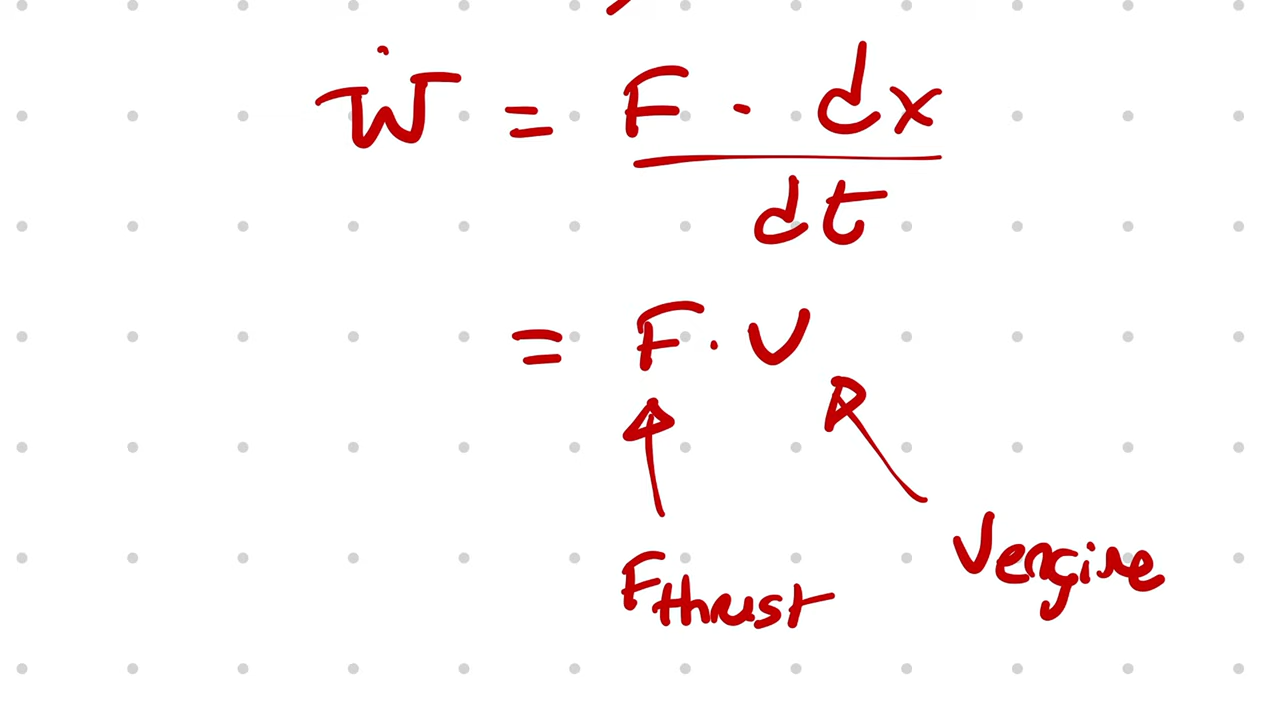 Ẇ = F · dx
dt
= F · v
Fthrust
Vengine